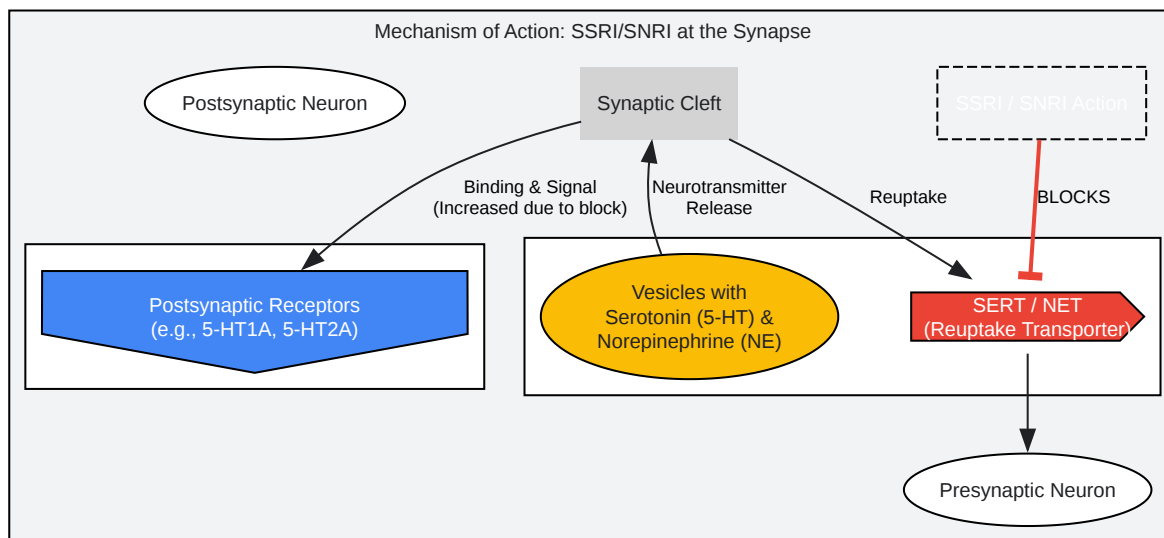 Mechanism of Action: SSRI/SNRI at the Synapse
Postsynaptic Neuron
Synaptic Cleft
SSRI / SNRI Action
Binding & Signal
(Increased due to block)
Neurotransmitter
Release
Reuptake
BLOCKS
Postsynaptic Receptors
(e.g., 5-HT1A, 5-HT2A)
Vesicles with
Serotonin (5-HT) &
Norepinephrine (NE)
SERT / NET
(Reuptake Transporter)
Presynaptic Neuron